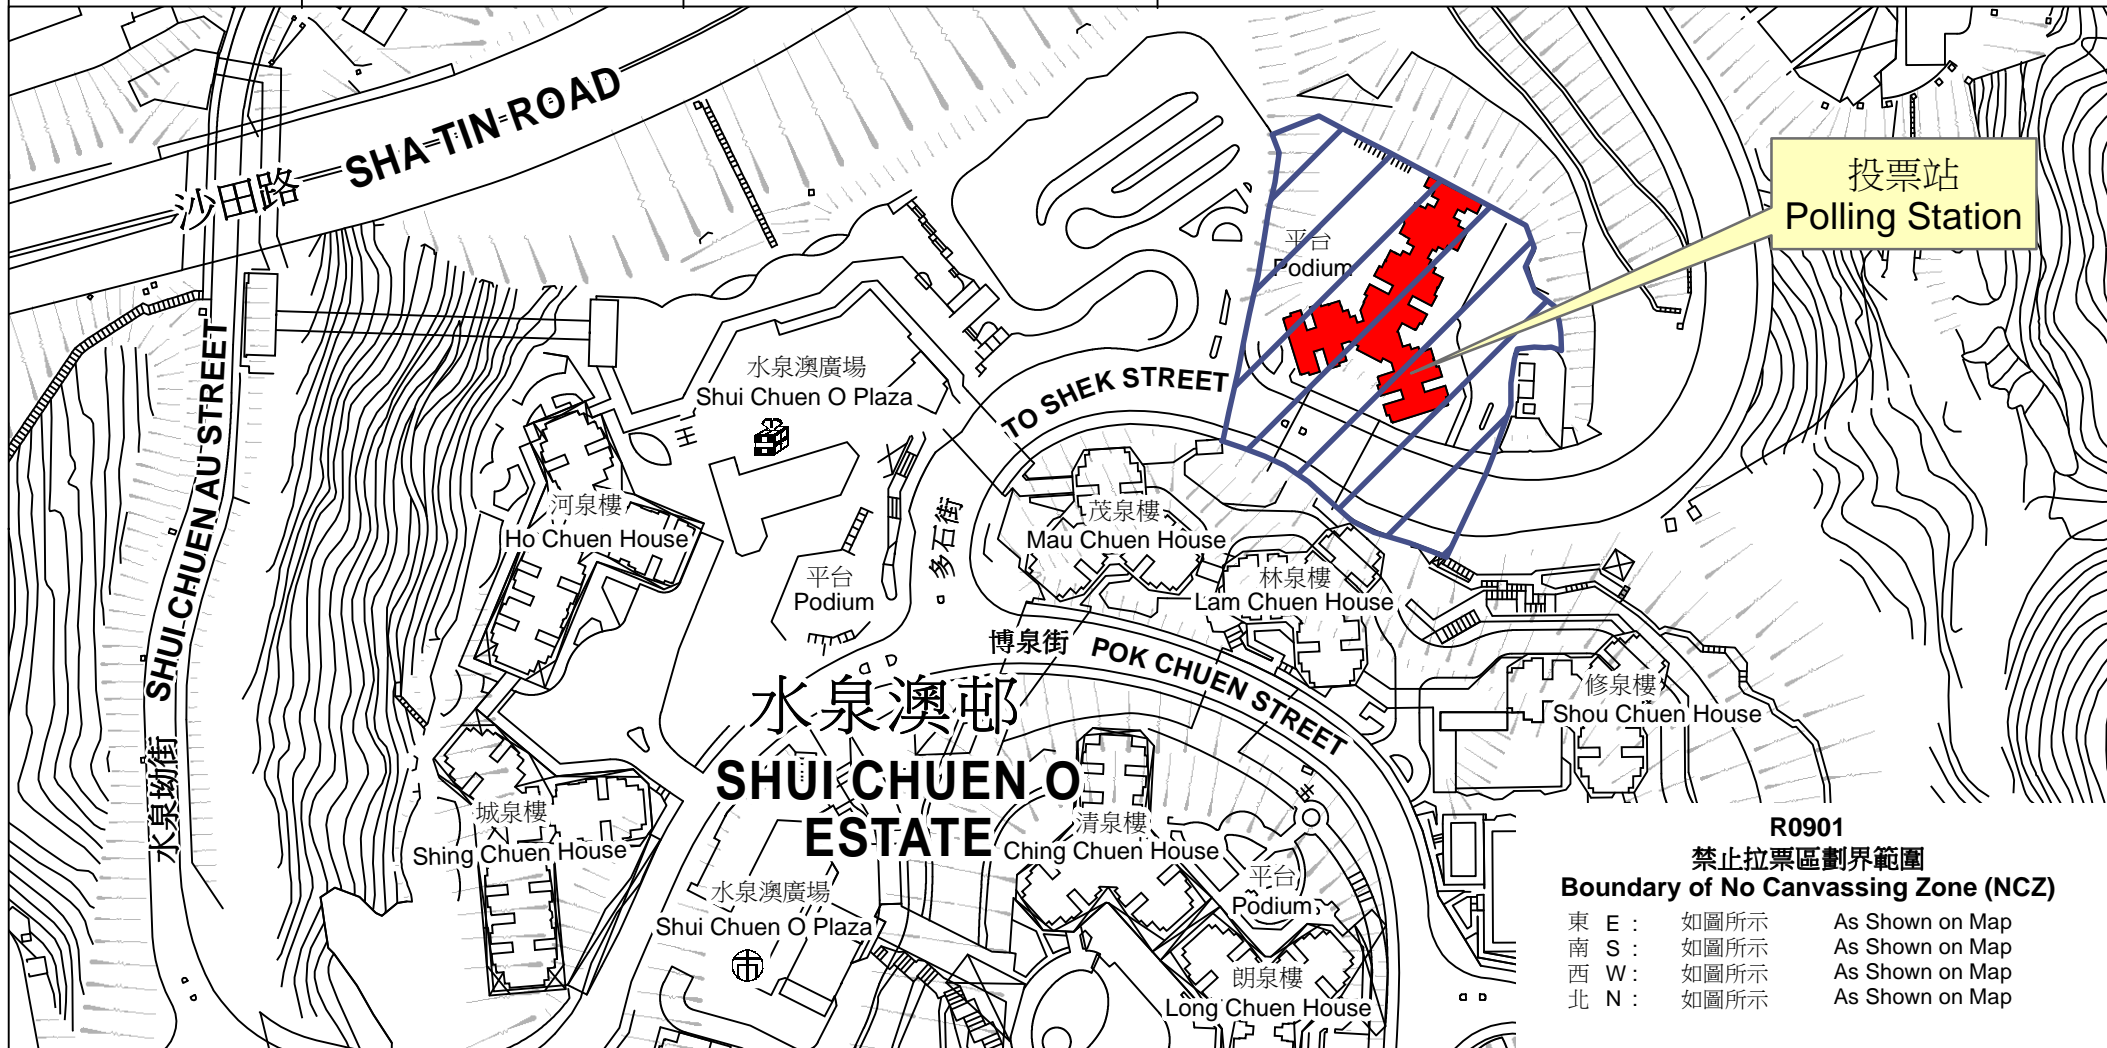 沙田路 SHA TIN ROAD
投票站
Polling Station
平台
Podium
水泉澳廣場
Shui Chuen O Plaza
TO SHEK STREET
SHUI CHUEN AU STREET
水泉坳街
河泉樓
Ho Chuen House
多石街
茂泉樓
Mau Chuen House
平台
Podium
林泉樓
Lam Chuen House
博泉街 POK CHUEN STREET
水泉澳邨
SHUI CHUEN O
ESTATE
修泉樓
Shou Chuen House
城泉樓
Shing Chuen House
清泉樓
Ching Chuen House
平台
Podium
水泉澳廣場
Shui Chuen O Plaza
市
朗泉樓
Long Chuen House
R0901
禁止拉票區劃界範圍
Boundary of No Canvassing Zone (NCZ)
東 E : 如圖所示 As Shown on Map
南 S : 如圖所示 As Shown on Map
西 W : 如圖所示 As Shown on Map
北 N : 如圖所示 As Shown on Map